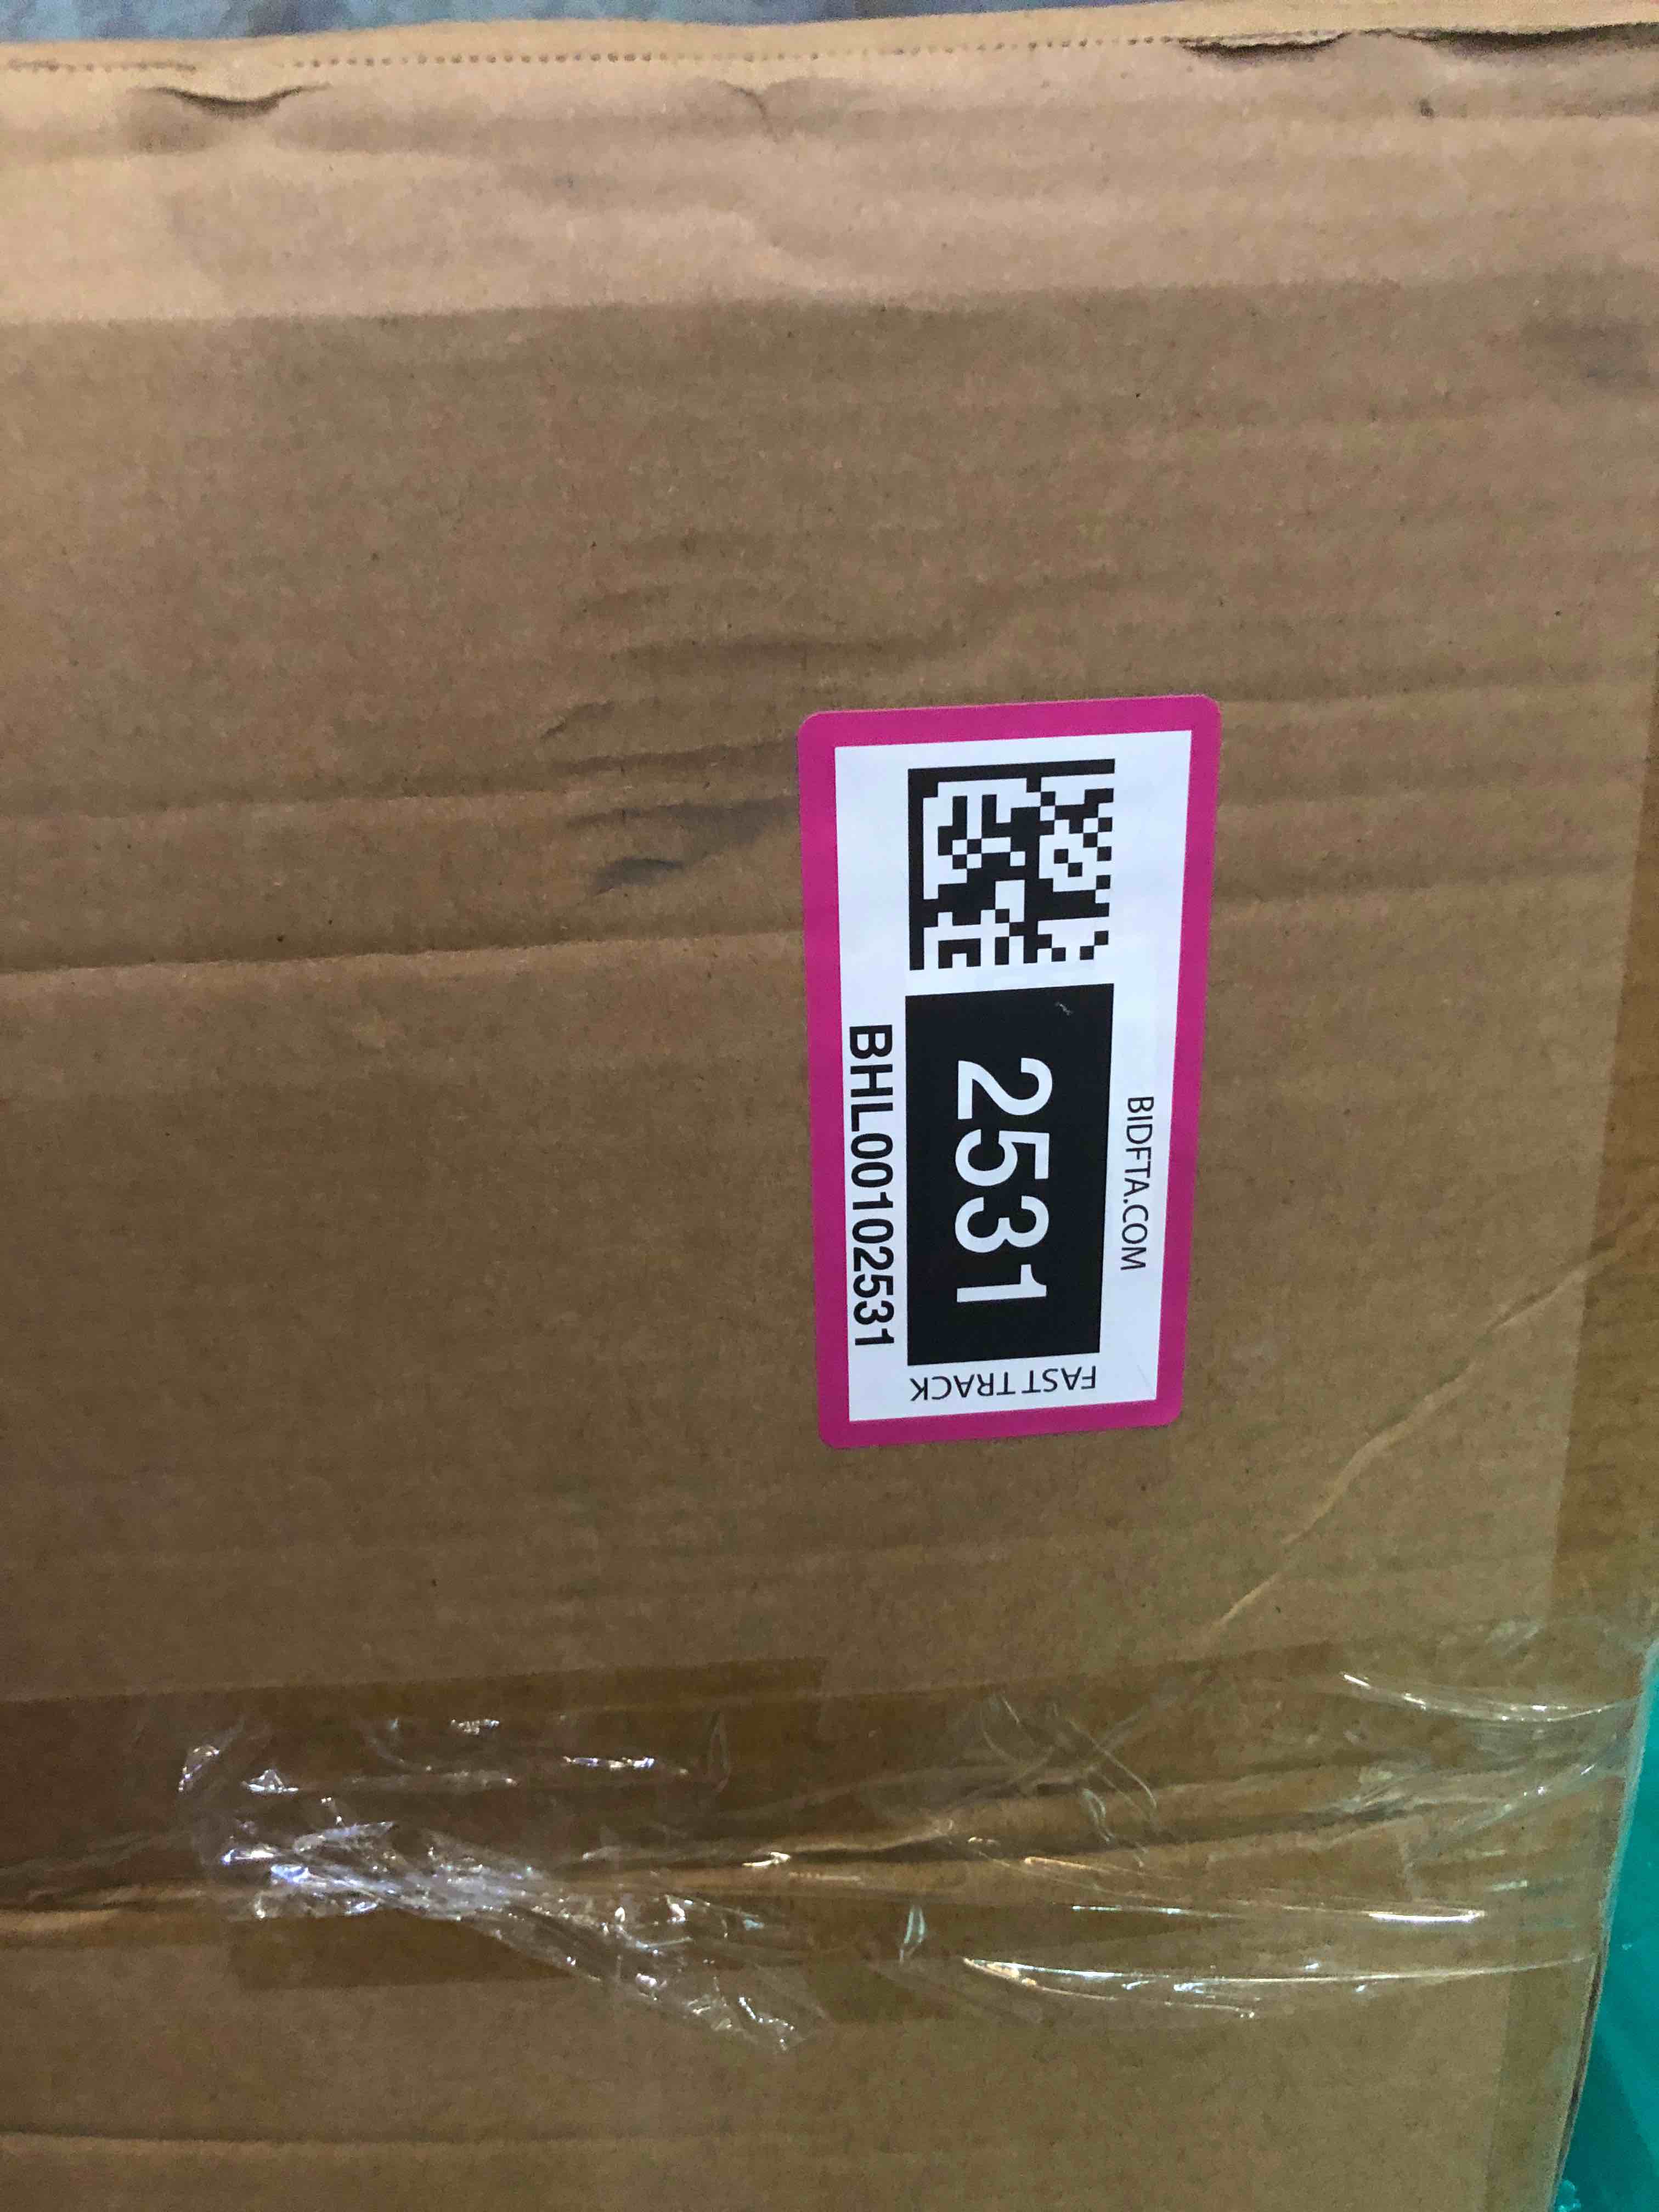 BIDFTA.COM
2531
BHL00102531
FAST TRACK